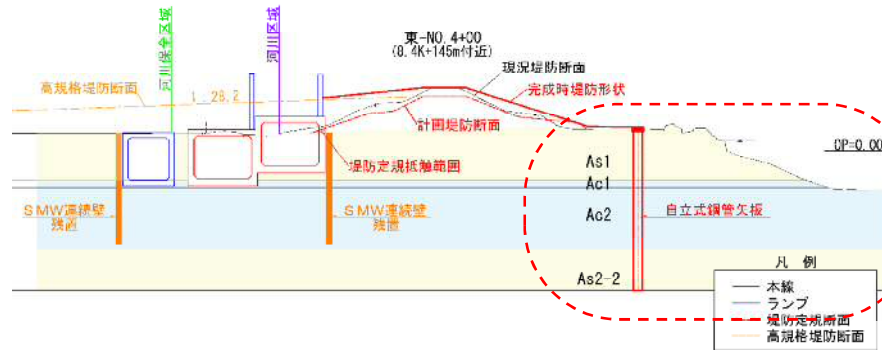 河川保全区域
河川区域
東-NO.4+00
(8.4K+145m付近)
現況堤防断面
高規格堤防断面
1:28.2
完成時堤防形状
計画堤防断面
OP=0.00
堤防定規抵触範囲
As1
Ac1
SMW連続壁
残置
SMW連続壁
残置
Ac2
自立式鋼管矢板
As2-2
凡 例
本線
ランプ
堤防定規断面
高規格堤防断面